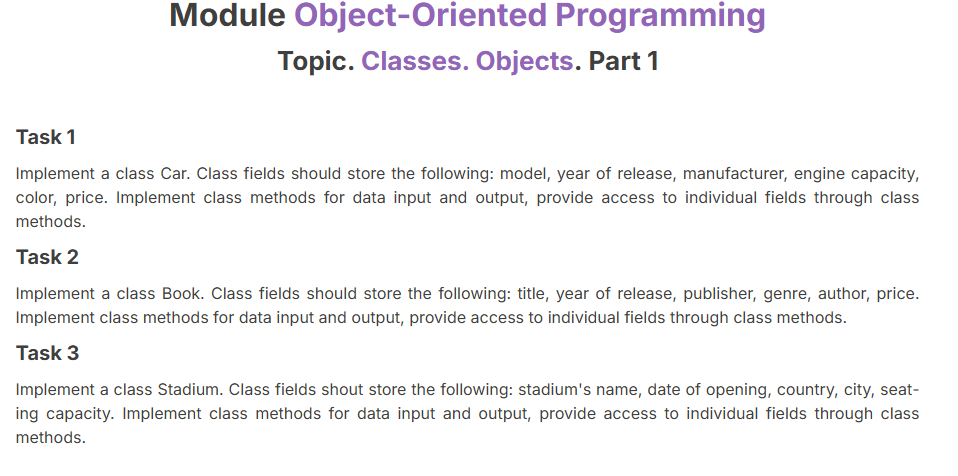 Module Object-Oriented Programming
Topic. Classes. Objects. Part 1
Task 1
Implement a class Car. Class fields should store the following: model, year of release, manufacturer, engine capacity,
color, price. Implement class methods for data input and output, provide access to individual fields through class
methods.
Task 2
Implement a class Book. Class fields should store the following: title, year of release, publisher, genre, author, price.
Implement class methods for data input and output, provide access to individual fields through class methods.
Task 3
Implement a class Stadium. Class fields shout store the following: stadium's name, date of opening, country, city, seat-
ing capacity. Implement class methods for data input and output, provide access to individual fields through class
methods.